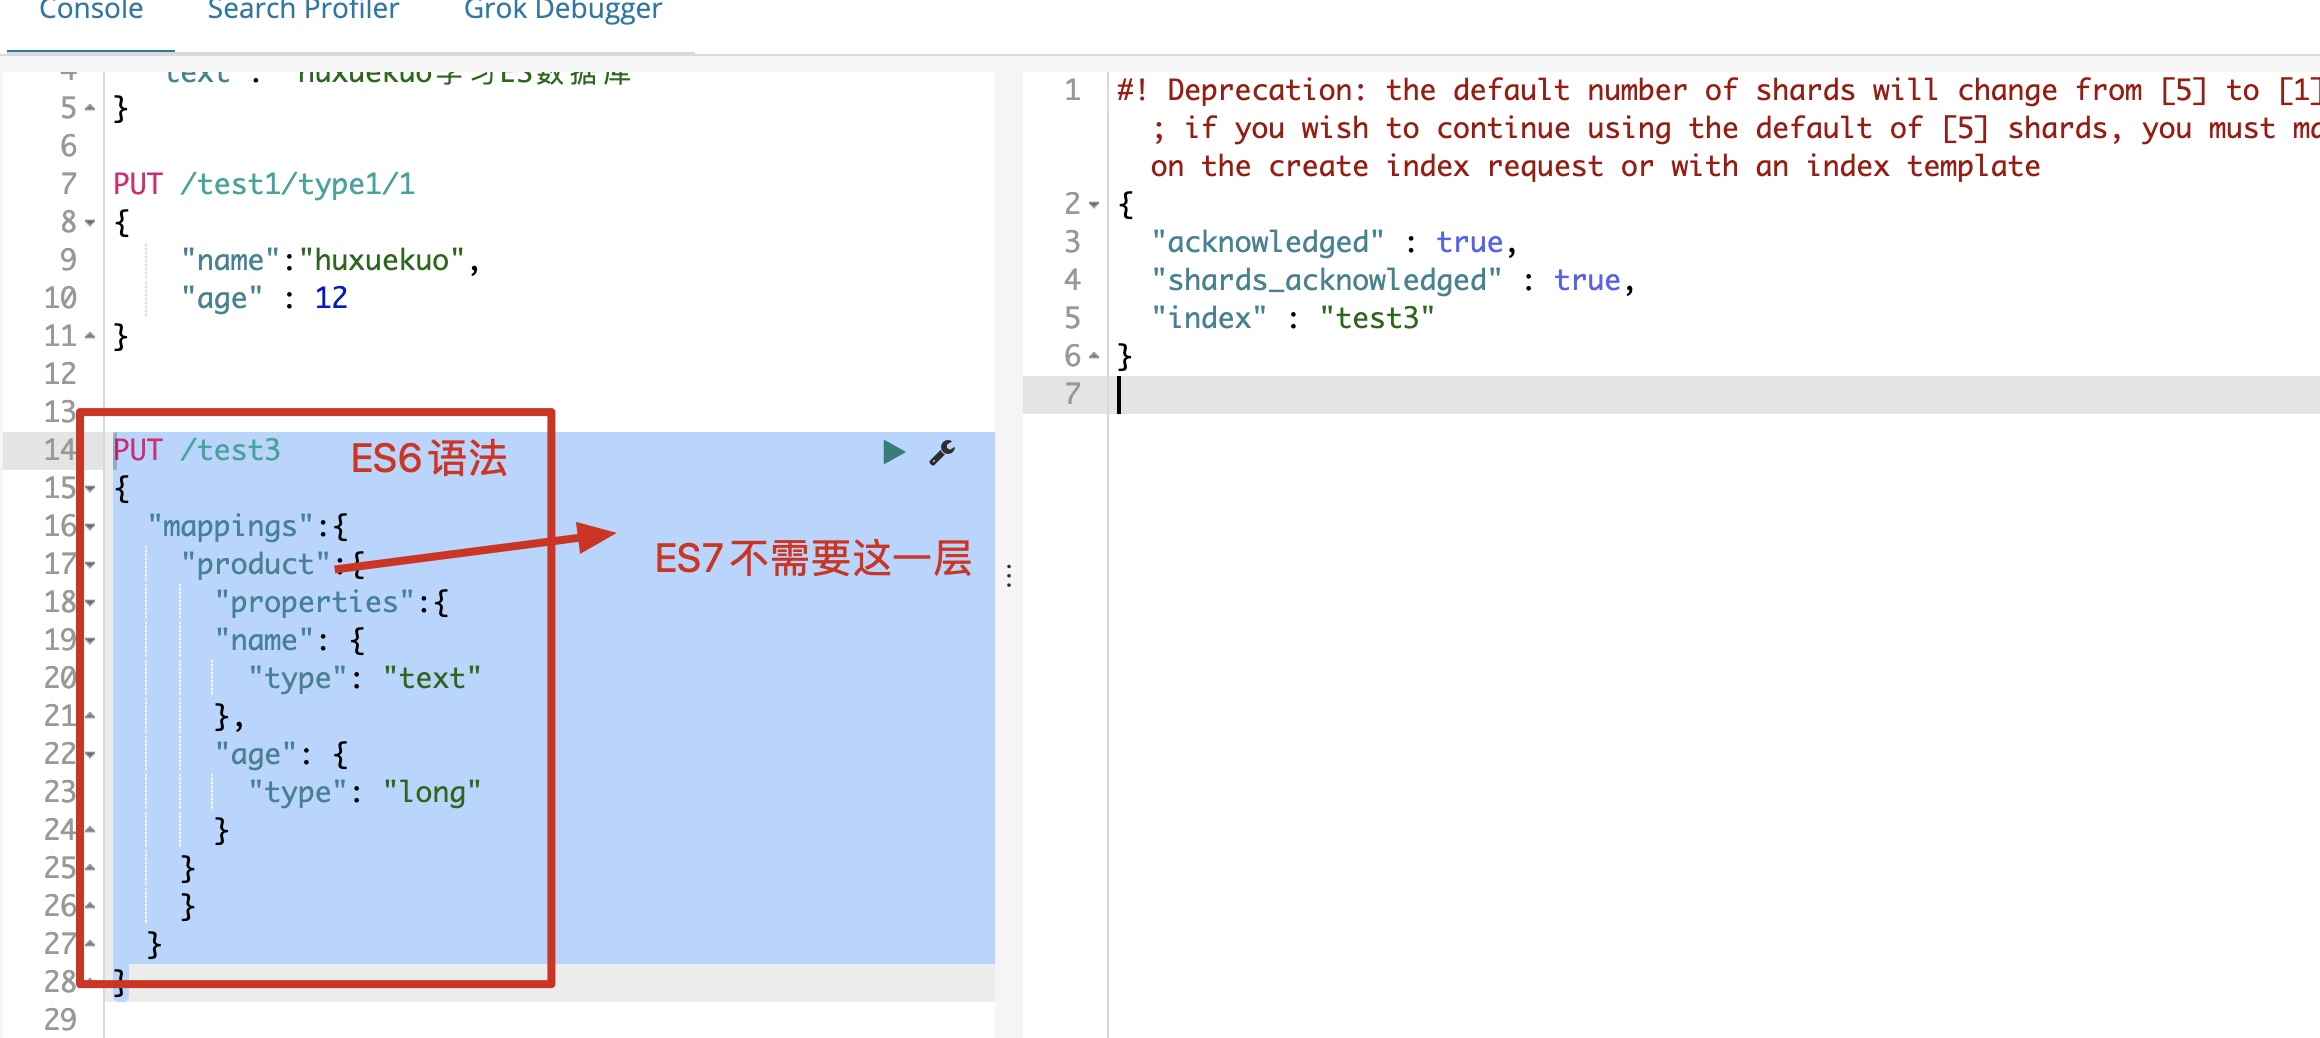 Console Search Profiler Grok Debugger
4 "text" : "huxuekuo学习ES数据库
5 }
6
7 PUT /test1/type1/1
8 {
9 "name":"huxuekuo",
10 "age" : 12
11 }
12
13
14 PUT /test3
ES6语法
15 {
16 "mappings":{
17 "product":{
ES7不需要这一层
18 "properties":{
19 "name": {
20 "type": "text"
21 },
22 "age": {
23 "type": "long"
24 }
25 }
26 }
27 }
28 }
29
1 #! Deprecation: the default number of shards will change from [5] to [1]
; if you wish to continue using the default of [5] shards, you must
on the create index request or with an index template
2 {
3 "acknowledged" : true,
4 "shards_acknowledged" : true,
5 "index" : "test3"
6 }
7